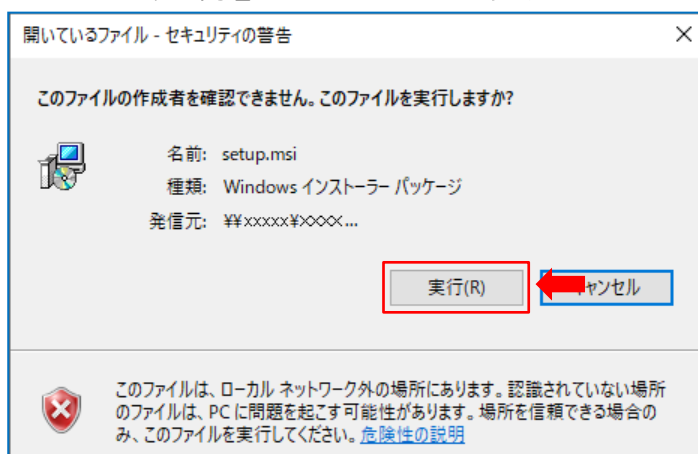 開いているファイル - セキュリティの警告
このファイルの作成者を確認できません。このファイルを実行しますか?
名前: setup.msi
種類: Windows インストーラー パッケージ
発信元: ¥¥xxxxx¥xxxx...
実行(R)
ャンセル
このファイルは、ローカル ネットワーク外の場所にあります。認識されていない場所
のファイルは、PC に問題を起こす可能性があります。場所を信頼できる場合の
み、このファイルを実行してください。危険性の説明